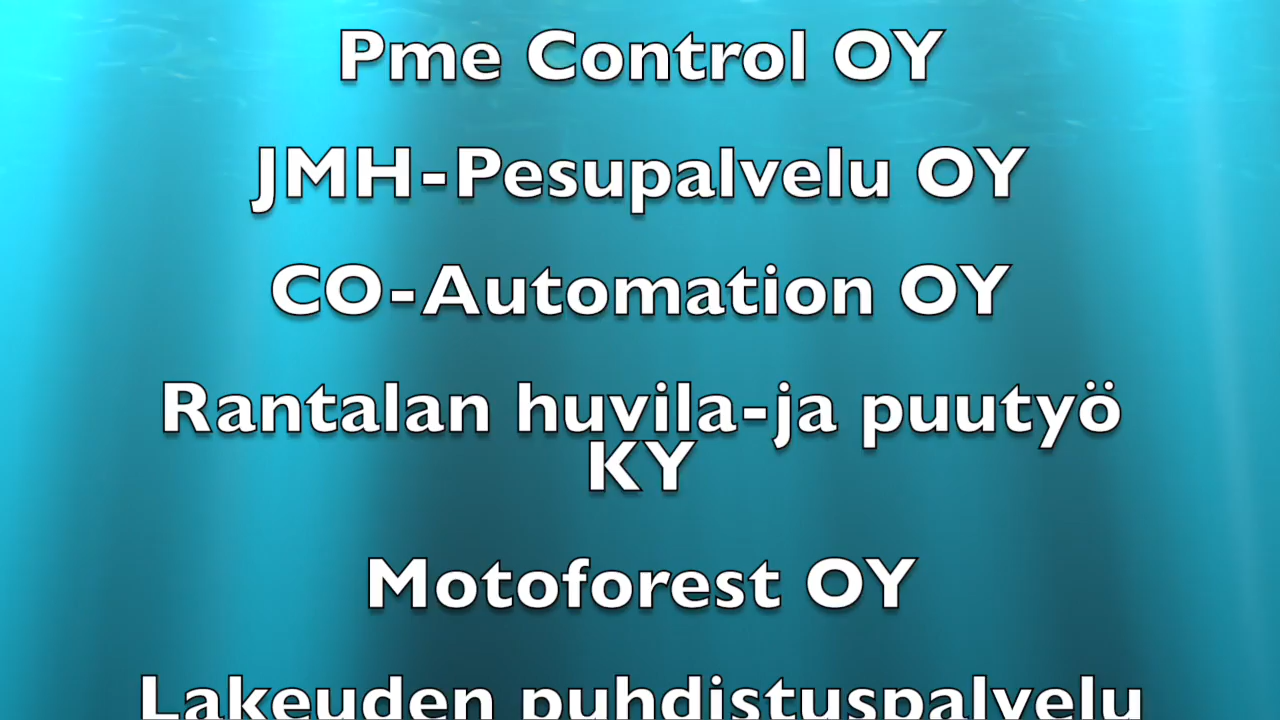 Pme Control OY
JMH-Pesupalvelu OY
CO-Automation OY
Rantalan huvila-ja puutyö
KY
Motoforest OY
Lakeuden puhdistuspalvelu